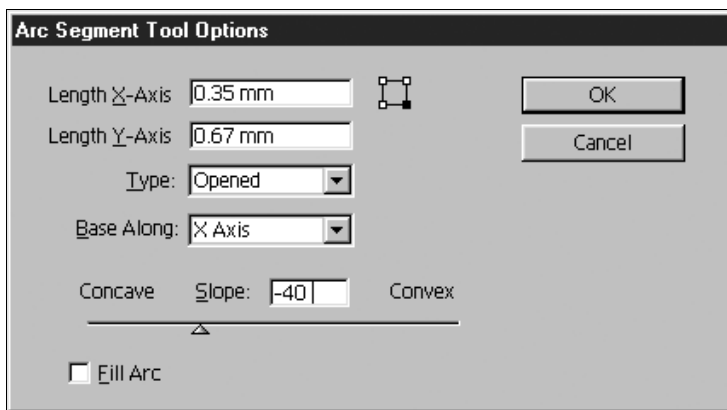 Arc Segment Tool Options
Length X-Axis 0.35 mm
OK
Length Y-Axis 0.67 mm
Cancel
Type: Opened
Base Along: X Axis
Concave Slope: -40 Convex
Fill Arc